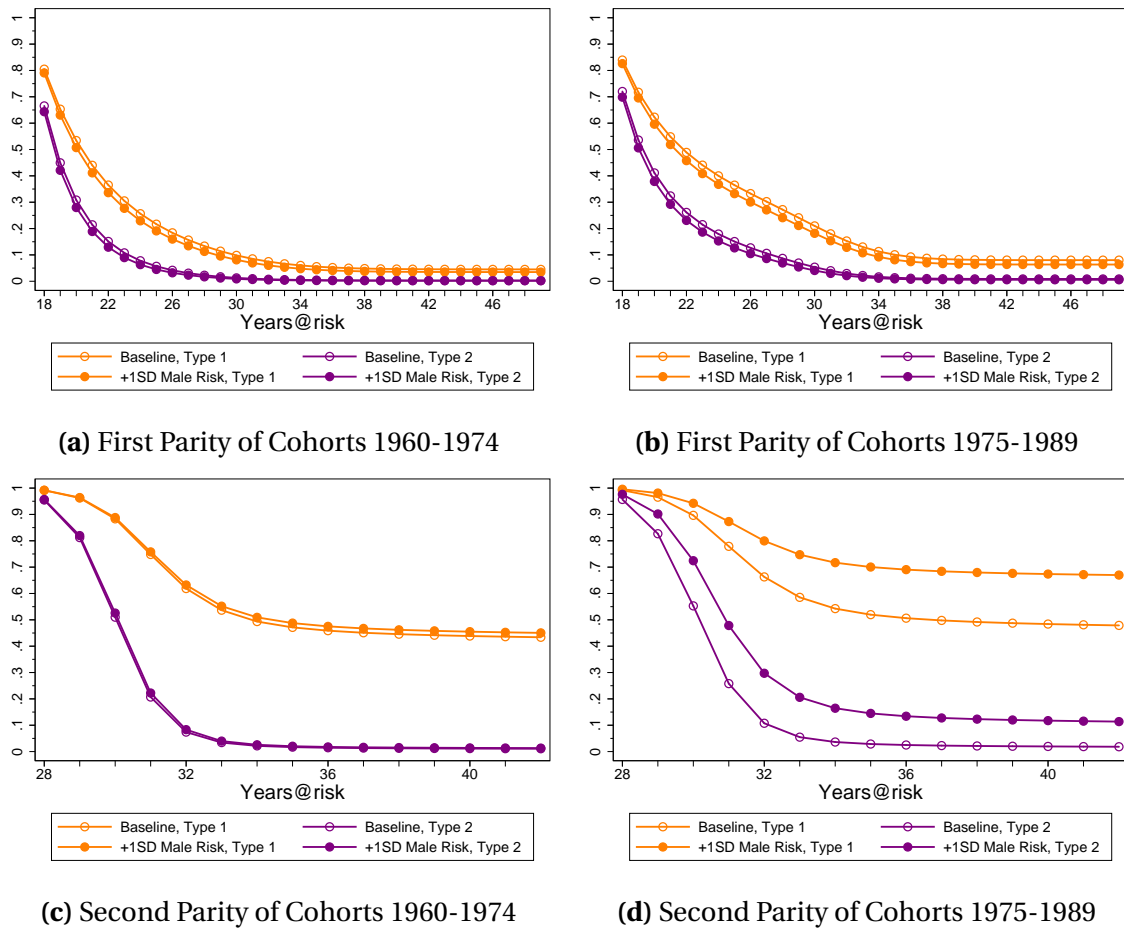 1
.9
.8
.7
.6
.5
.4
.3
.2
.1
0
18 22 26 30 34 38 42 46
Years@risk
Baseline, Type 1 Baseline, Type 2
+1SD Male Risk, Type 1 +1SD Male Risk, Type 2
(a) First Parity of Cohorts 1960-1974
1
.9
.8
.7
.6
.5
.4
.3
.2
.1
0
18 22 26 30 34 38 42 46
Years@risk
Baseline, Type 1 Baseline, Type 2
+1SD Male Risk, Type 1 +1SD Male Risk, Type 2
(b) First Parity of Cohorts 1975-1989
1
.9
.8
.7
.6
.5
.4
.3
.2
.1
0
28 32 36 40
Years@risk
Baseline, Type 1 Baseline, Type 2
+1SD Male Risk, Type 1 +1SD Male Risk, Type 2
(c) Second Parity of Cohorts 1960-1974
1
.9
.8
.7
.6
.5
.4
.3
.2
.1
0
28 32 36 40
Years@risk
Baseline, Type 1 Baseline, Type 2
+1SD Male Risk, Type 1 +1SD Male Risk, Type 2
(d) Second Parity of Cohorts 1975-1989